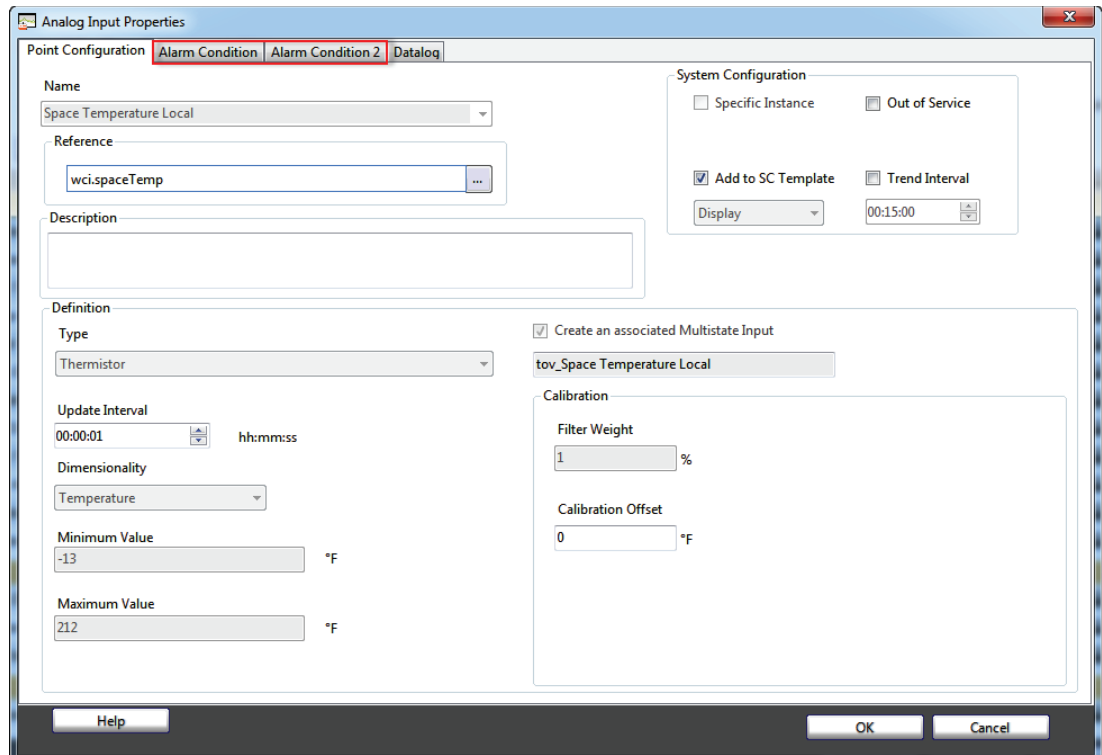 Analog Input Properties
x
Point Configuration Alarm Condition Alarm Condition 2 Datalog
Name
Space Temperature Local
Reference
wci.spaceTemp ...
Description
System Configuration
Specific Instance Out of Service
Add to SC Template Trend Interval
Display 00:15:00
Definition
Type
Thermistor
Update Interval
00:00:01 hh:mm:ss
Dimensionality
Temperature
Minimum Value
-13 °F
Maximum Value
212 °F
Create an associated Multistate Input
tov_Space Temperature Local
Calibration
Filter Weight
1 %
Calibration Offset
0 °F
Help OK Cancel